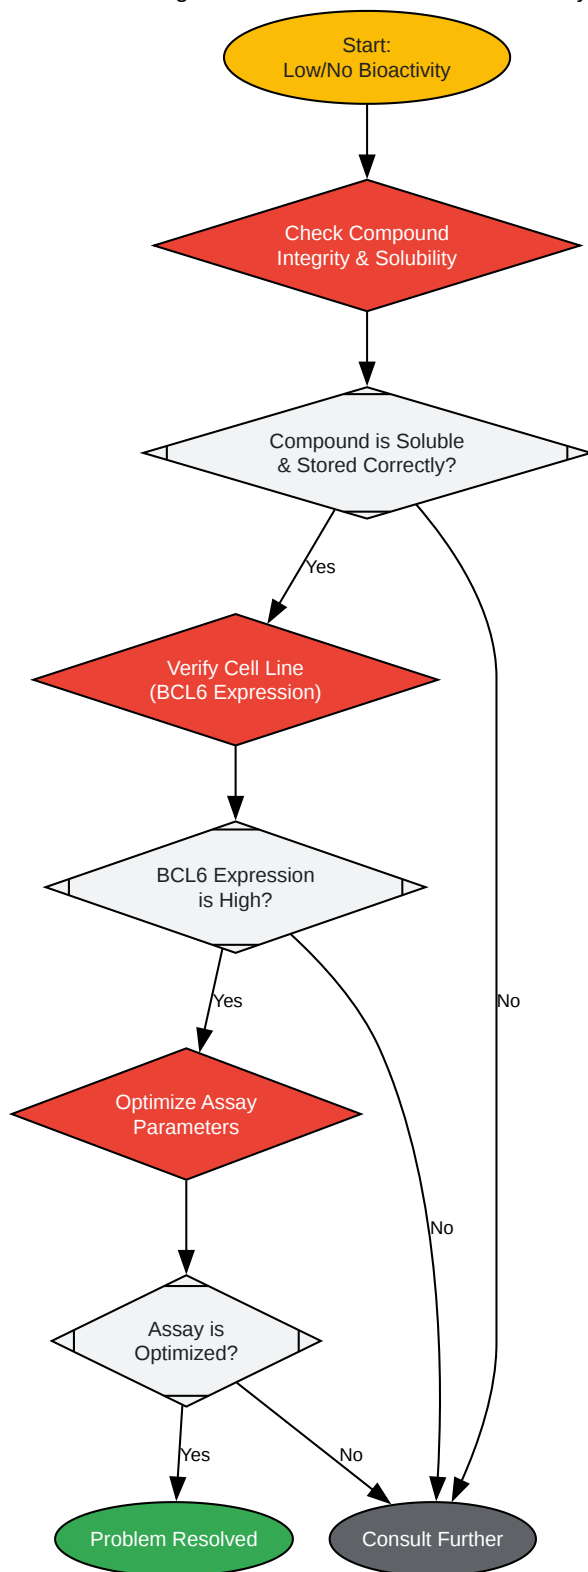 Start:
Low/No Bioactivity
Check Compound
Integrity & Solubility
Compound is Soluble
& Stored Correctly?
Yes
Verify Cell Line
(BCL6 Expression)
BCL6 Expression
is High?
Yes
No
Optimize Assay
Parameters
No
Assay is
Optimized?
Yes
No
Problem Resolved
Consult Further